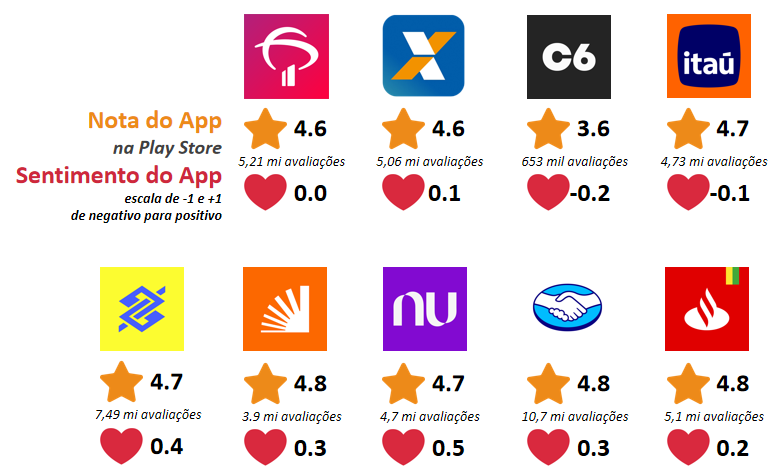 C6
itaú
Nota do App
na Play Store
Sentimento do App
escala de -1 e +1
de negativo para positivo
4.6
4.6
3.6
4.7
5,21 mi avaliações
5,06 mi avaliações
653 mil avaliações
4,73 mi avaliações
0.0
0.1
-0.2
-0.1
nu
4.7
4.8
4.7
4.8
4.8
7,49 mi avaliações
3.9 mi avaliações
4,7 mi avaliações
10,7 mi avaliações
5,1 mi avaliações
0.4
0.3
0.5
0.3
0.2